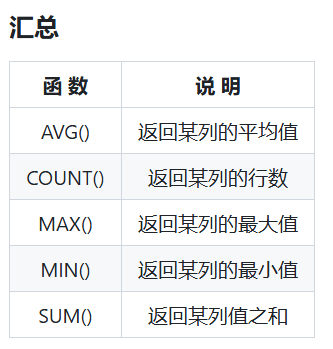 汇总
函 数 说 明
AVG() 返回某列的平均值
COUNT() 返回某列的行数
MAX() 返回某列的最大值
MIN() 返回某列的最小值
SUM() 返回某列值之和